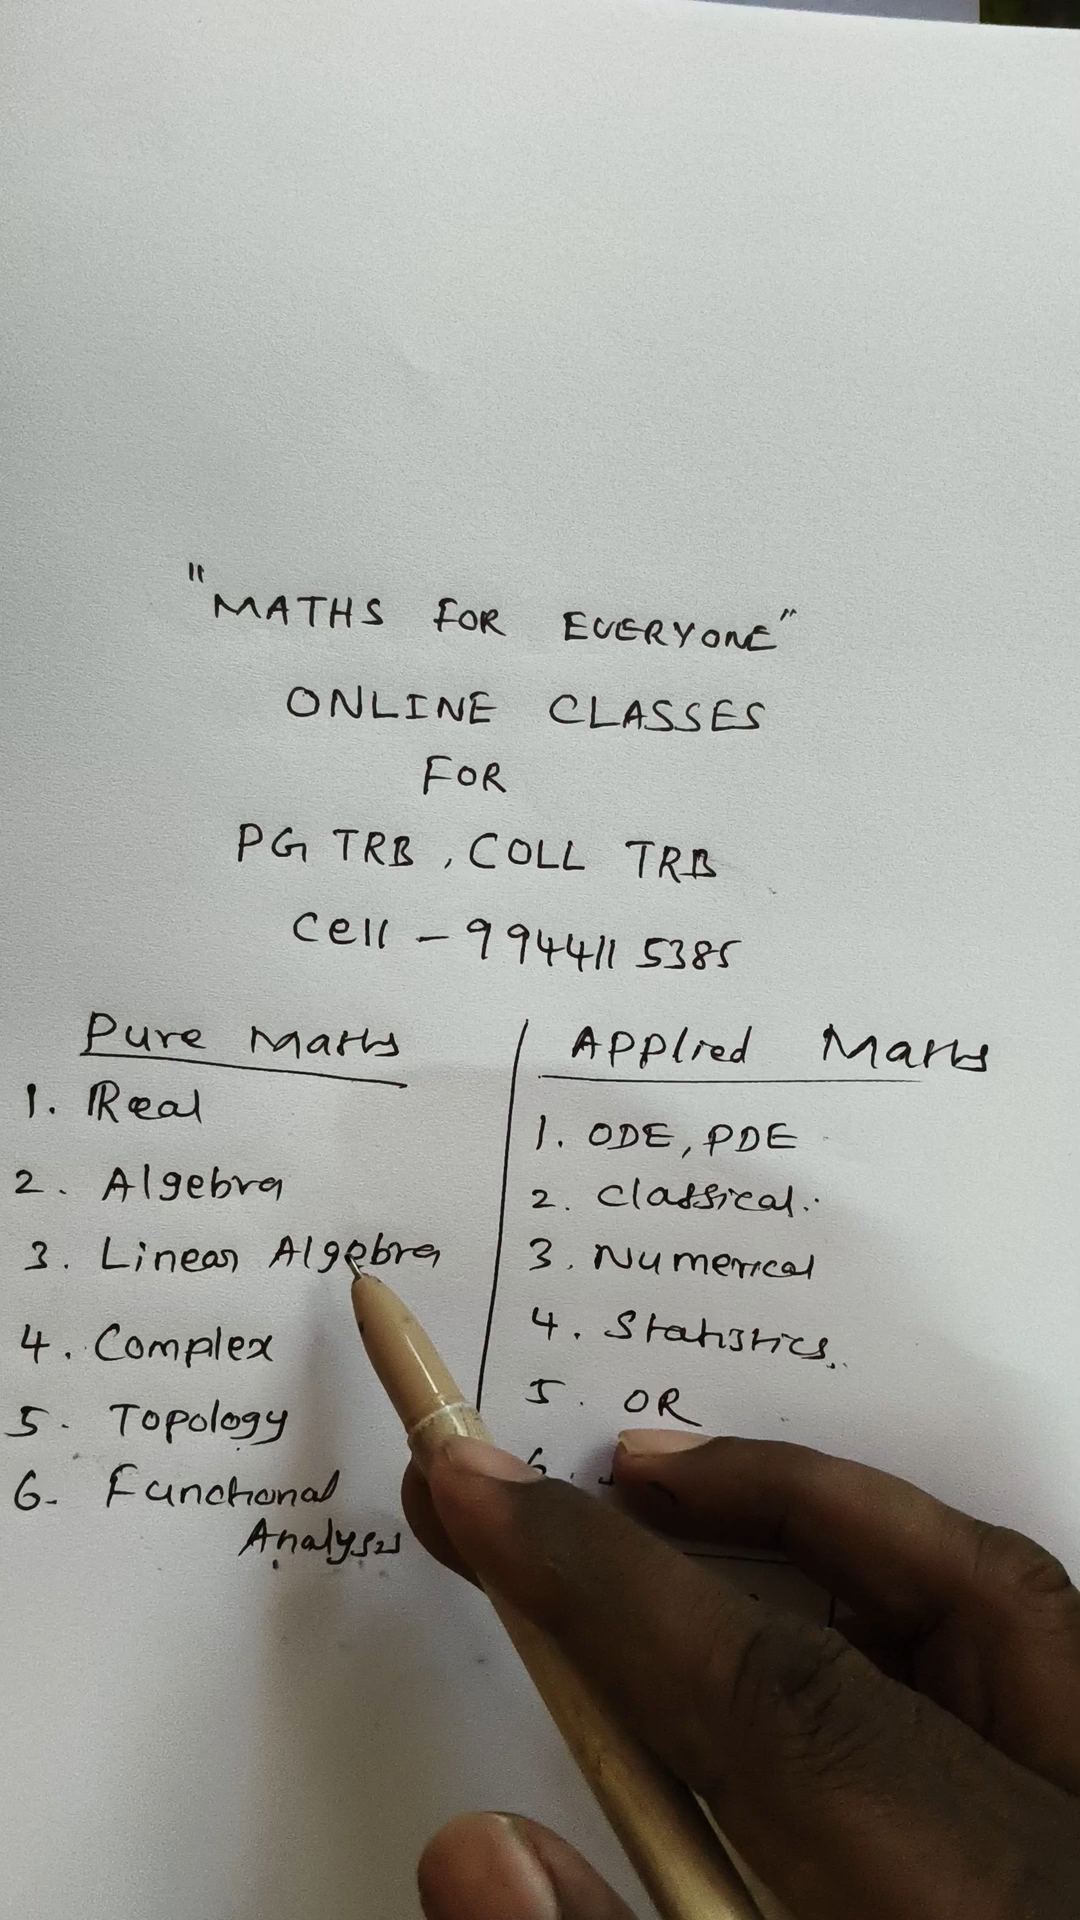 "MATHS FOR EVERYONE"
ONLINE CLASSES
FOR
PG TRB, COLL TRB
Cell - 9944115385
Pure Maths
1. Real
2. Algebra
3. Linear Algebra
4. Complex
5. Topology
6. Functional
Analysis
Applied Maths
1. ODE, PDE
2. Classical.
3. Numerical
4. Statistics
5. OR
6.